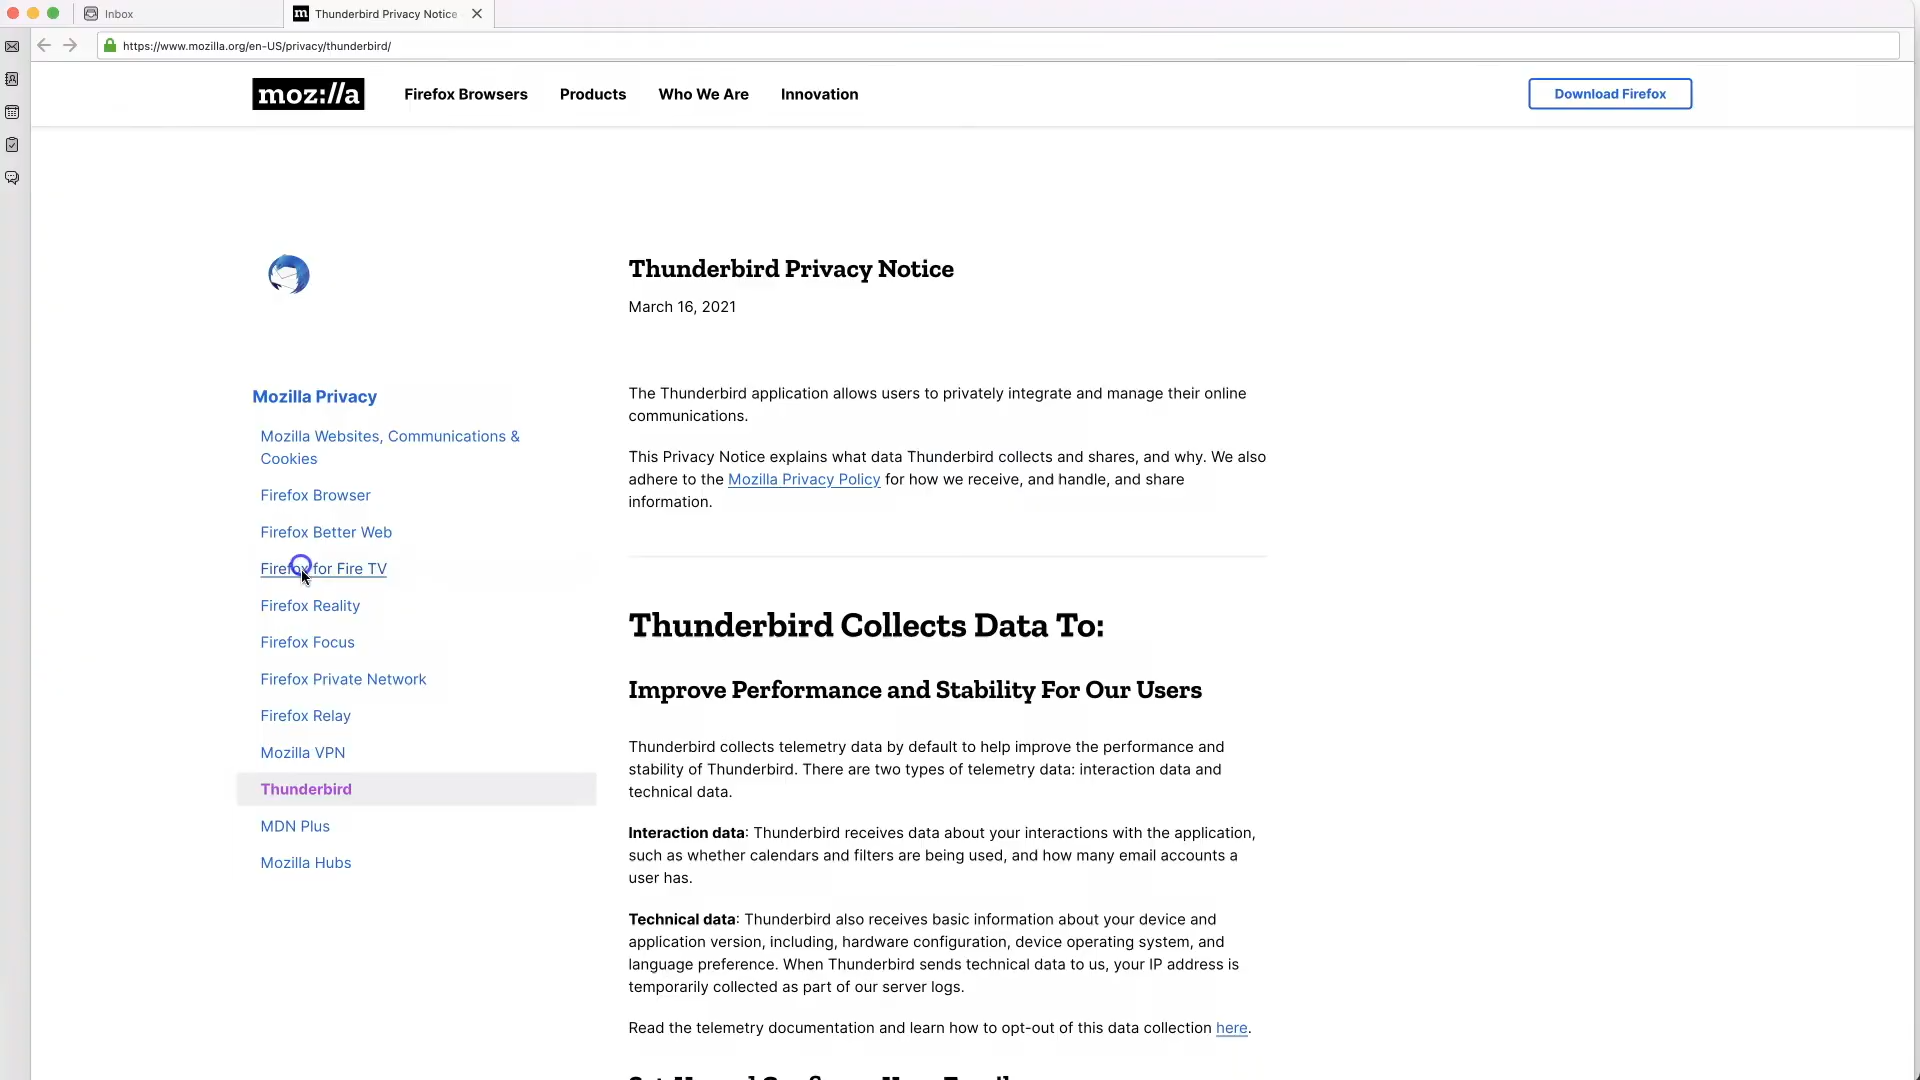 Inbox
m Thunderbird Privacy Notice
https://www.mozilla.org/en-US/privacy/thunderbird/
moz://a Firefox Browsers Products Who We Are Innovation Download Firefox
Thunderbird Privacy Notice
March 16, 2021
Mozilla Privacy
Mozilla Websites, Communications &
Cookies
Firefox Browser
Firefox Better Web
Firefox for Fire TV
Firefox Reality
Firefox Focus
Firefox Private Network
Firefox Relay
Mozilla VPN
Thunderbird
MDN Plus
Mozilla Hubs
The Thunderbird application allows users to privately integrate and manage their online
communications.
This Privacy Notice explains what data Thunderbird collects and shares, and why. We also
adhere to the Mozilla Privacy Policy for how we receive, and handle, and share
information.
Thunderbird Collects Data To:
Improve Performance and Stability For Our Users
Thunderbird collects telemetry data by default to help improve the performance and
stability of Thunderbird. There are two types of telemetry data: interaction data and
technical data.
Interaction data: Thunderbird receives data about your interactions with the application,
such as whether calendars and filters are being used, and how many email accounts a
user has.
Technical data: Thunderbird also receives basic information about your device and
application version, including, hardware configuration, device operating system, and
language preference. When Thunderbird sends technical data to us, your IP address is
temporarily collected as part of our server logs.
Read the telemetry documentation and learn how to opt-out of this data collection here.